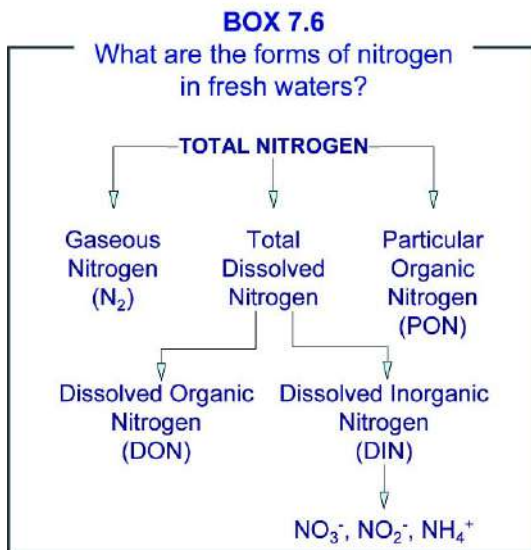 BOX 7.6
What are the forms of nitrogen
in fresh waters?
TOTAL NITROGEN
Gaseous
Nitrogen
(N₂)
Total
Dissolved
Nitrogen
Particular
Organic
Nitrogen
(PON)
Dissolved Organic
Nitrogen
(DON)
Dissolved Inorganic
Nitrogen
(DIN)
NO₃⁻, NO₂⁻, NH₄⁺